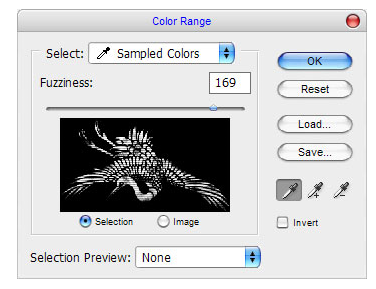 Color Range
Select: Sampled Colors
OK
Fuzziness: 169
Reset
Load...
Save...
Selection Image
Invert
Selection Preview: None